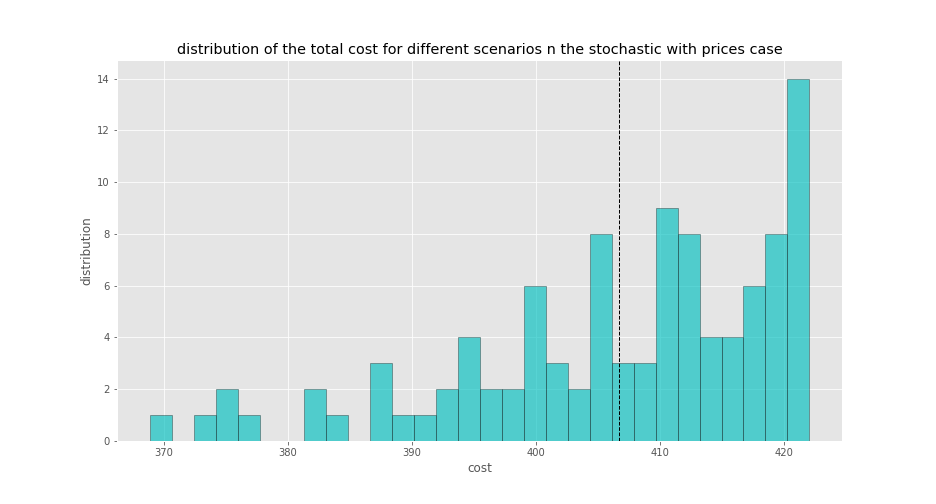 distribution of the total cost for different scenarios n the stochastic with prices case
14
12
10
8
6
4
2
0
distribution
370 380 390 400 410 420
cost